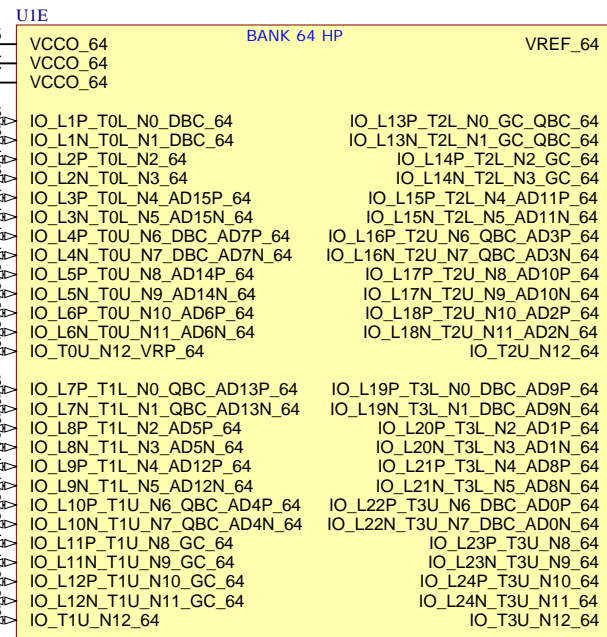 U1E
BANK 64 HP
VCCO_64
VREF_64
VCCO_64
VCCO_64
IO_L1P_T0L_N0_DBC_64
IO_L13P_T2L_N0_GC_QBC_64
IO_L1N_T0L_N1_DBC_64
IO_L13N_T2L_N1_GC_QBC_64
IO_L2P_T0L_N2_64
IO_L14P_T2L_N2_GC_64
IO_L2N_T0L_N3_64
IO_L14N_T2L_N3_GC_64
IO_L3P_T0L_N4_AD15P_64
IO_L15P_T2L_N4_AD11P_64
IO_L3N_T0L_N5_AD15N_64
IO_L15N_T2L_N5_AD11N_64
IO_L4P_T0U_N6_DBC_AD7P_64
IO_L16P_T2U_N6_QBC_AD3P_64
IO_L4N_T0U_N7_DBC_AD7N_64
IO_L16N_T2U_N7_QBC_AD3N_64
IO_L5P_T0U_N8_AD14P_64
IO_L17P_T2U_N8_AD10P_64
IO_L5N_T0U_N9_AD14N_64
IO_L17N_T2U_N9_AD10N_64
IO_L6P_T0U_N10_AD6P_64
IO_L18P_T2U_N10_AD2P_64
IO_L6N_T0U_N11_AD6N_64
IO_L18N_T2U_N11_AD2N_64
IO_T0U_N12_VRP_64
IO_T2U_N12_64
IO_L7P_T1L_N0_QBC_AD13P_64
IO_L19P_T3L_N0_DBC_AD9P_64
IO_L7N_T1L_N1_QBC_AD13N_64
IO_L19N_T3L_N1_DBC_AD9N_64
IO_L8P_T1L_N2_AD5P_64
IO_L20P_T3L_N2_AD1P_64
IO_L8N_T1L_N3_AD5N_64
IO_L20N_T3L_N3_AD1N_64
IO_L9P_T1L_N4_AD12P_64
IO_L21P_T3L_N4_AD8P_64
IO_L9N_T1L_N5_AD12N_64
IO_L21N_T3L_N5_AD8N_64
IO_L10P_T1U_N6_QBC_AD4P_64
IO_L22P_T3U_N6_DBC_AD0P_64
IO_L10N_T1U_N7_QBC_AD4N_64
IO_L22N_T3U_N7_DBC_AD0N_64
IO_L11P_T1U_N8_GC_64
IO_L23P_T3U_N8_64
IO_L11N_T1U_N9_GC_64
IO_L23N_T3U_N9_64
IO_L12P_T1U_N10_GC_64
IO_L24P_T3U_N10_64
IO_L12N_T1U_N11_GC_64
IO_L24N_T3U_N11_64
IO_T1U_N12_64
IO_T3U_N12_64